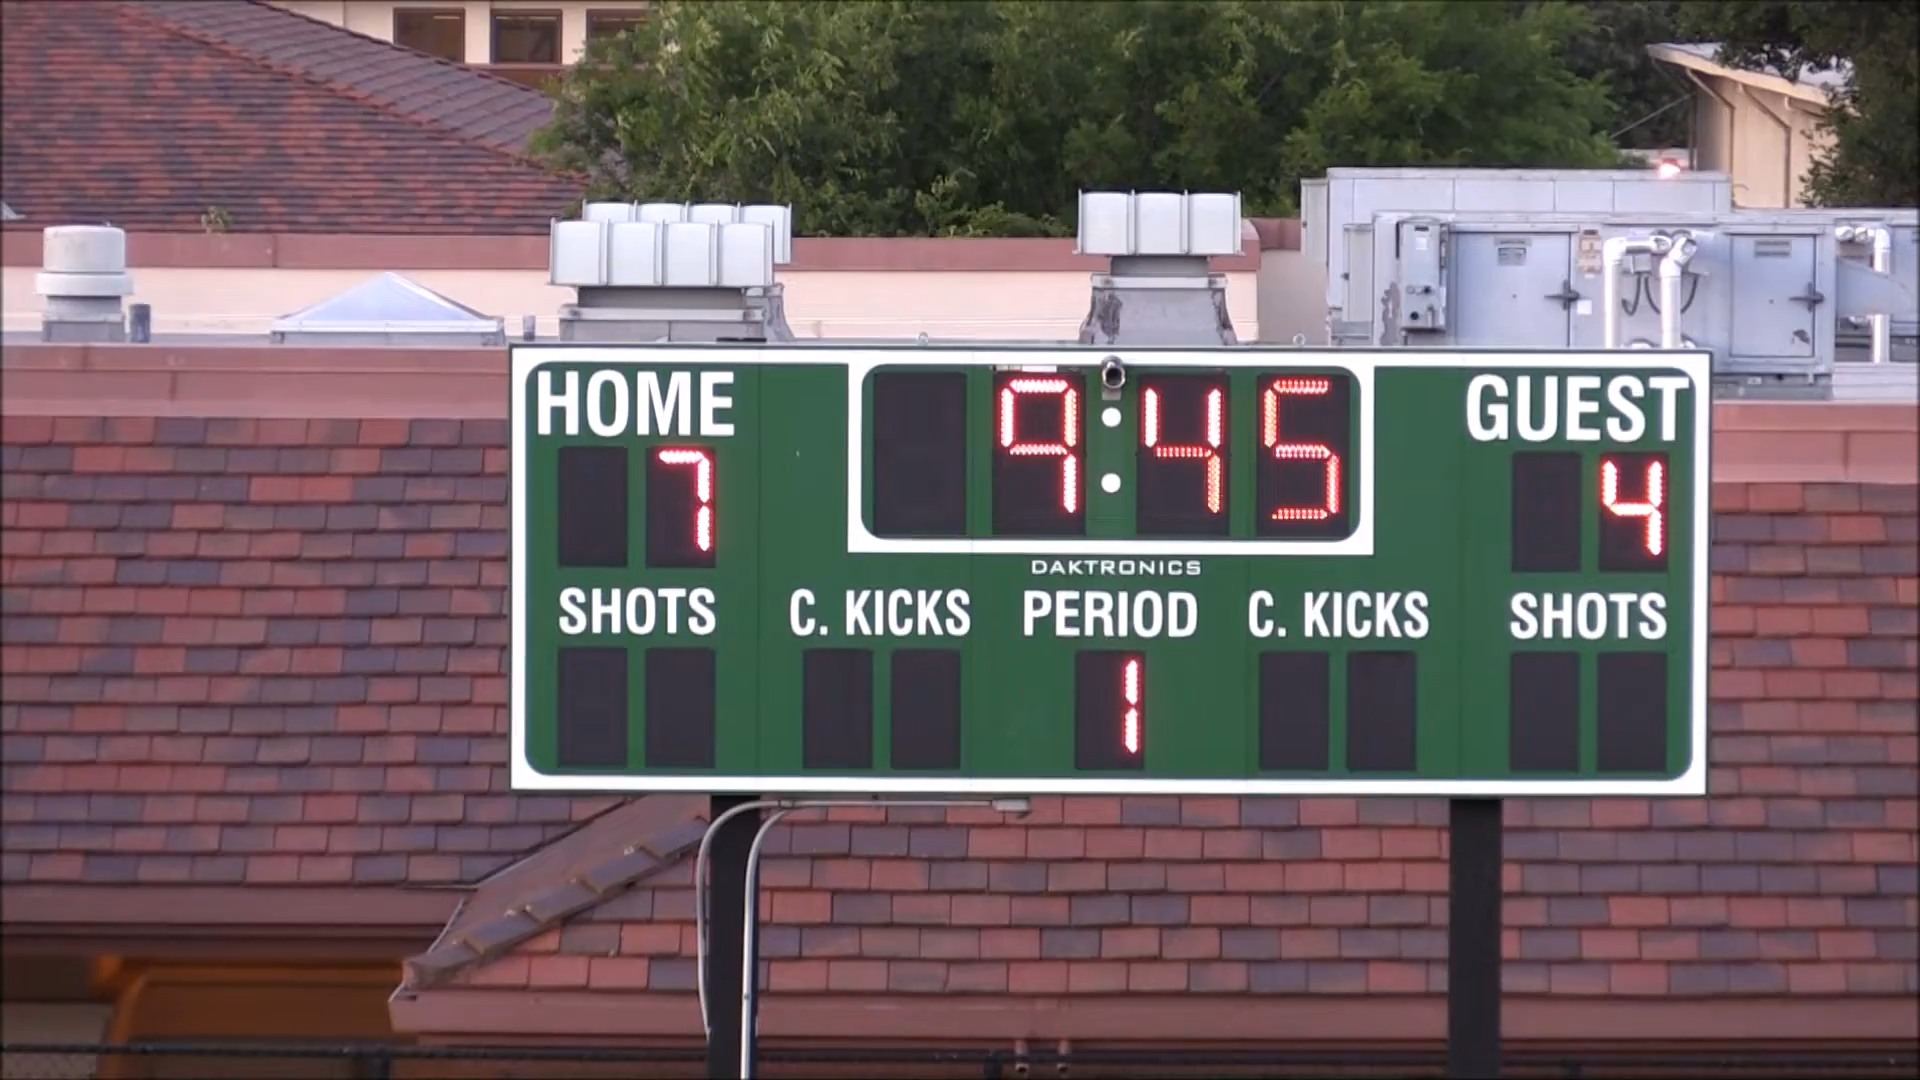 HOME 9:45 GUEST
7 4
DAKTRONICS
SHOTS C. KICKS PERIOD C. KICKS SHOTS
1